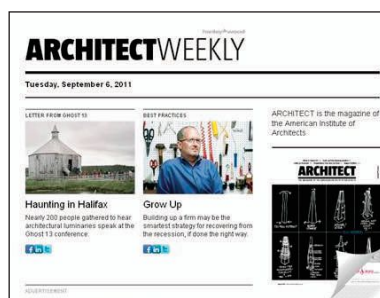 hanley wood
ARCHITECTWEEKLY
Tuesday, September 6, 2011
LETTER FROM GHOST 13
Haunting in Halifax
Nearly 200 people gathered to hear
architectural luminaries speak at the
Ghost 13 conference.
BEST PRACTICES
Grow Up
Building up a firm may be the
smartest strategy for recovering from
the recession, if done the right way.
ARCHITECT is the magazine of
the American Institute of
Architects.
ARCHITECT
ADVERTISEMENT